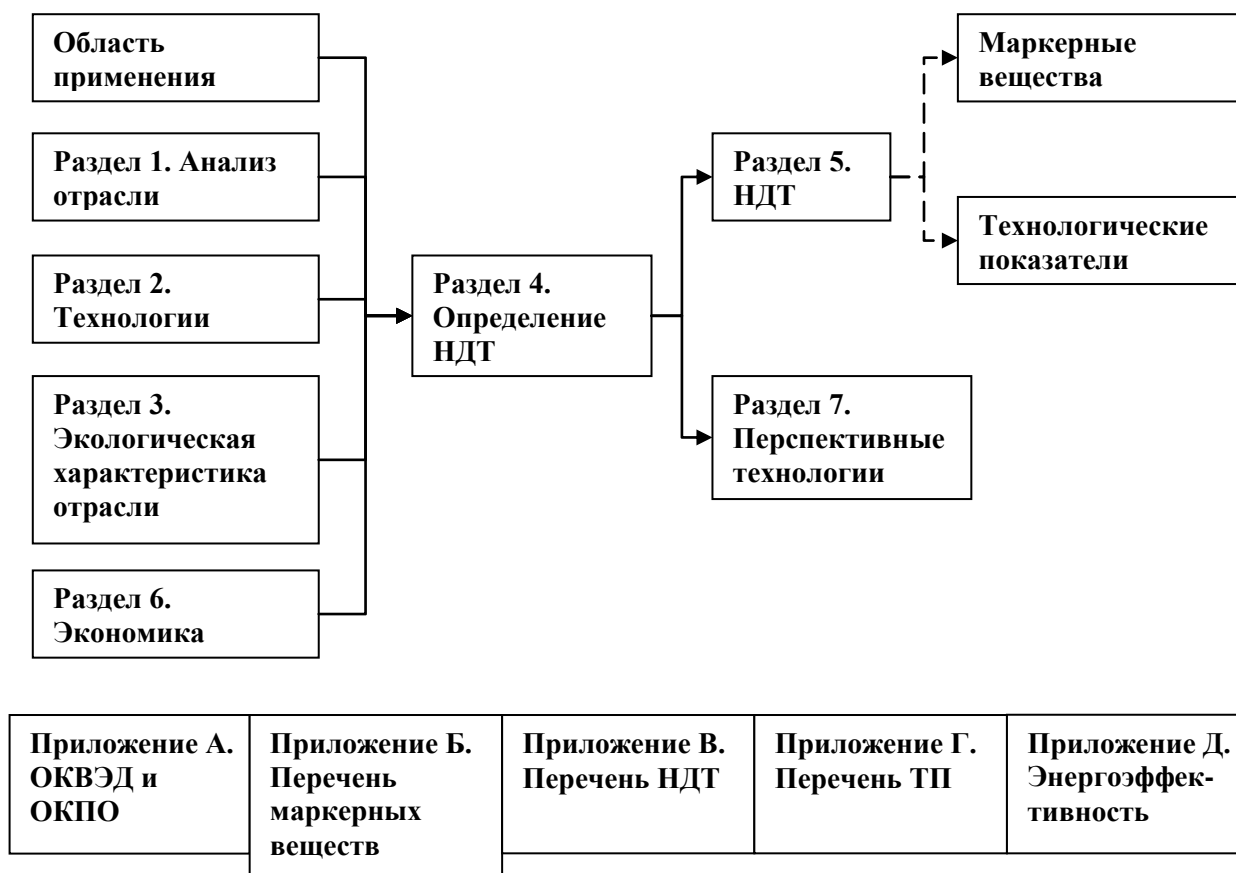 Область
применения
Раздел 1. Анализ
отрасли
Раздел 2.
Технологии
Раздел 3.
Экологическая
характеристика
отрасли
Раздел 6.
Экономика
Раздел 4.
Определение
НДТ
Раздел 5.
НДТ
Раздел 7.
Перспективные
технологии
Маркерные
вещества
Технологические
показатели
Приложение А.
ОКВЭД и
ОКПО
Приложение Б.
Перечень
маркерных
веществ
Приложение В.
Перечень НДТ
Приложение Г.
Перечень ТП
Приложение Д.
Энергоэффек-
тивность